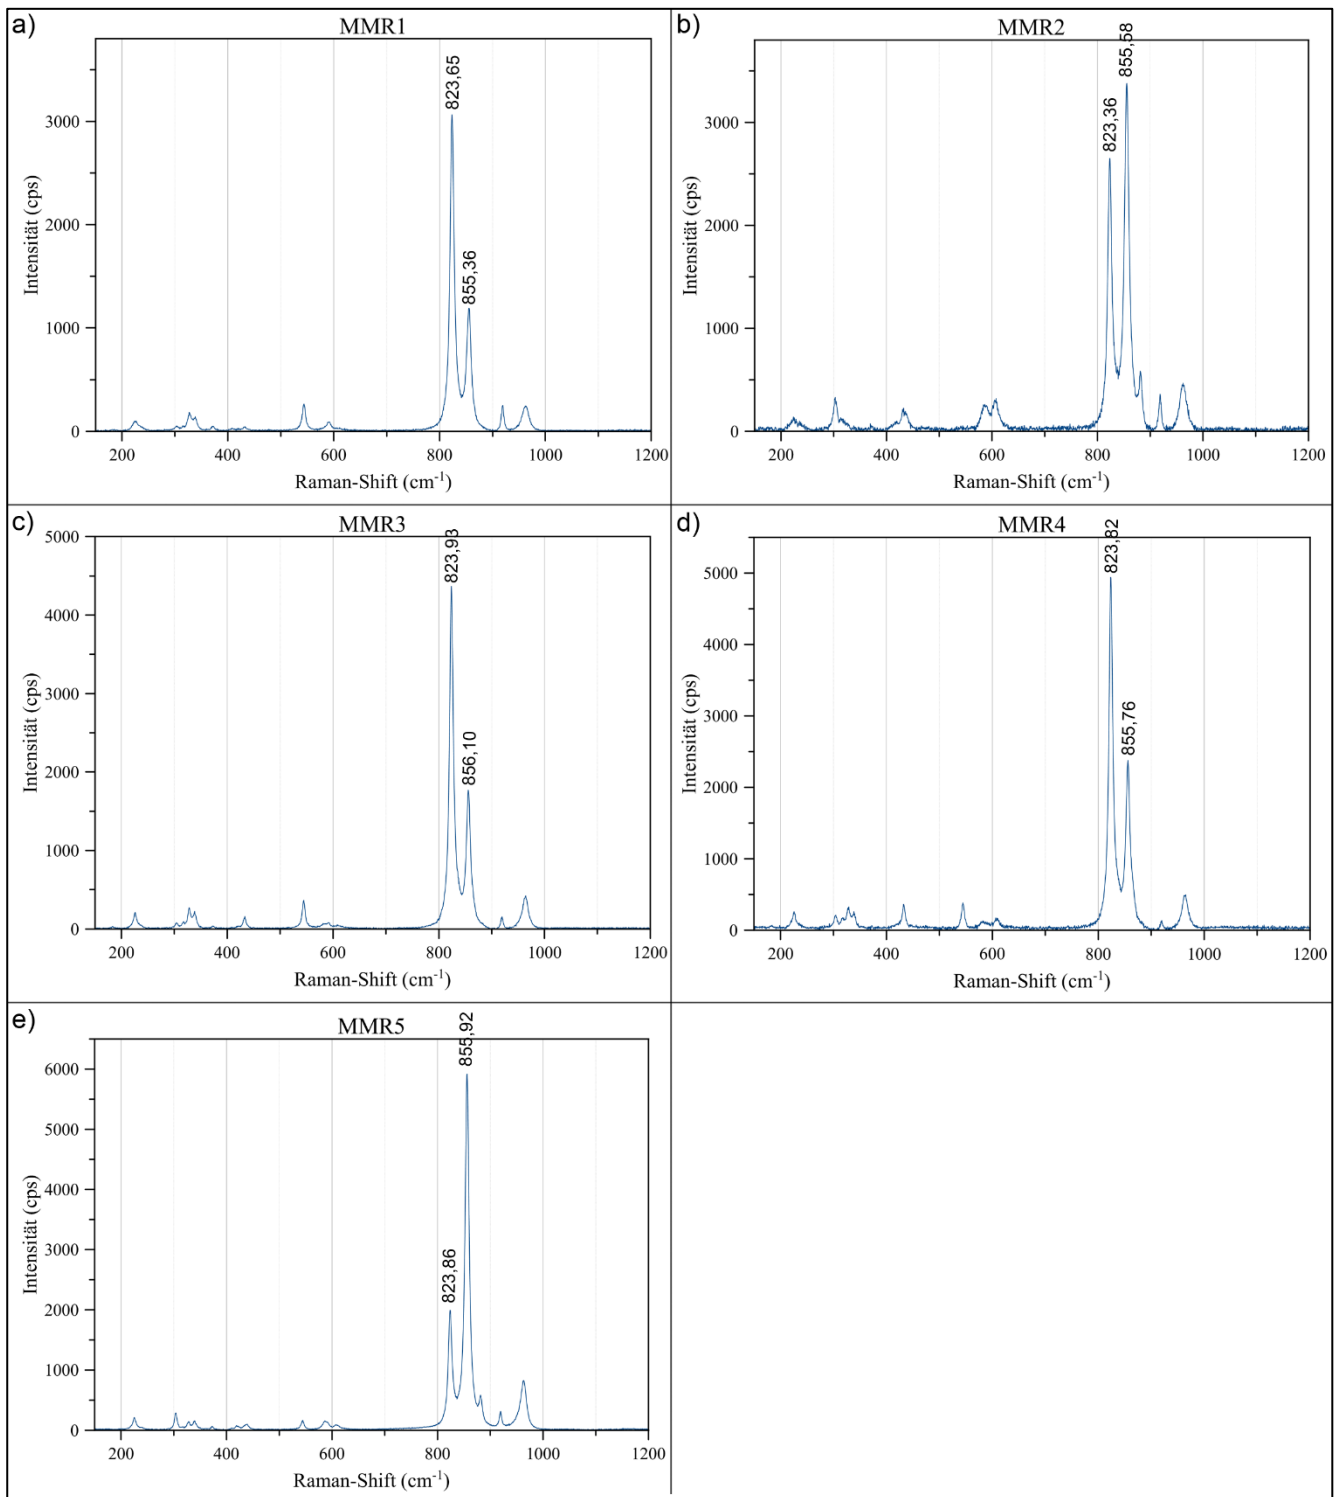 a)
MMR1
823,65
855,36
3000
2000
1000
0
Intensität (cps)
200 400 600 800 1000 1200
Raman-Shift (cm-1)
b)
MMR2
823,36
855,58
3000
2000
1000
0
Intensität (cps)
200 400 600 800 1000 1200
Raman-Shift (cm-1)
c)
MMR3
823,93
856,10
5000
4000
3000
2000
1000
0
Intensität (cps)
200 400 600 800 1000 1200
Raman-Shift (cm-1)
d)
MMR4
823,82
855,76
5000
4000
3000
2000
1000
0
Intensität (cps)
200 400 600 800 1000 1200
Raman-Shift (cm-1)
e)
MMR5
823,86
855,92
6000
5000
4000
3000
2000
1000
0
Intensität (cps)
200 400 600 800 1000 1200
Raman-Shift (cm-1)